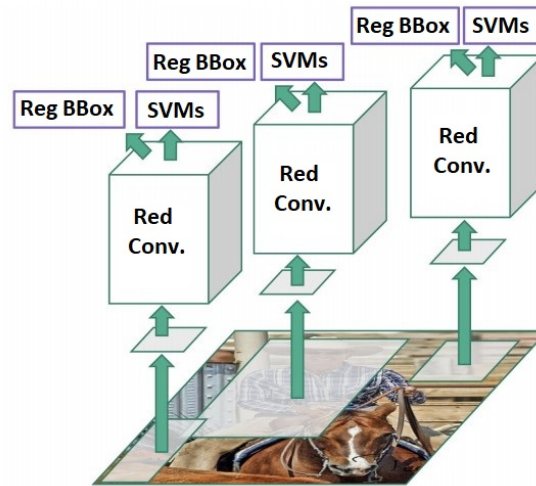 Reg BBox
SVMs
Reg BBox
SVMs
Reg BBox
SVMs
Red
Conv.
Red
Conv.
Red
Conv.